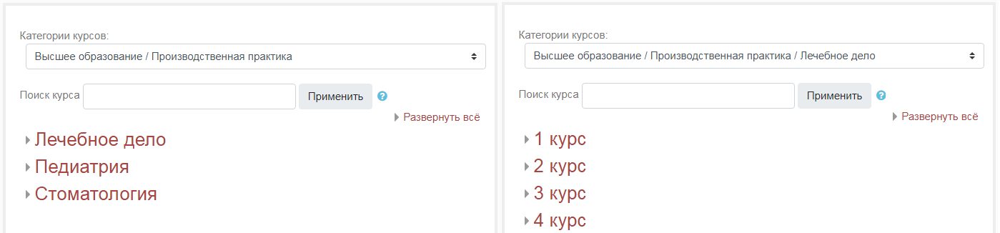 Категории курсов:
Высшее образование / Производственная практика
Поиск курса
Применить
Развернуть всё
Лечебное дело
Педиатрия
Стоматология
Категории курсов:
Высшее образование / Производственная практика / Лечебное дело
Поиск курса
Применить
Развернуть всё
1 курс
2 курс
3 курс
4 курс